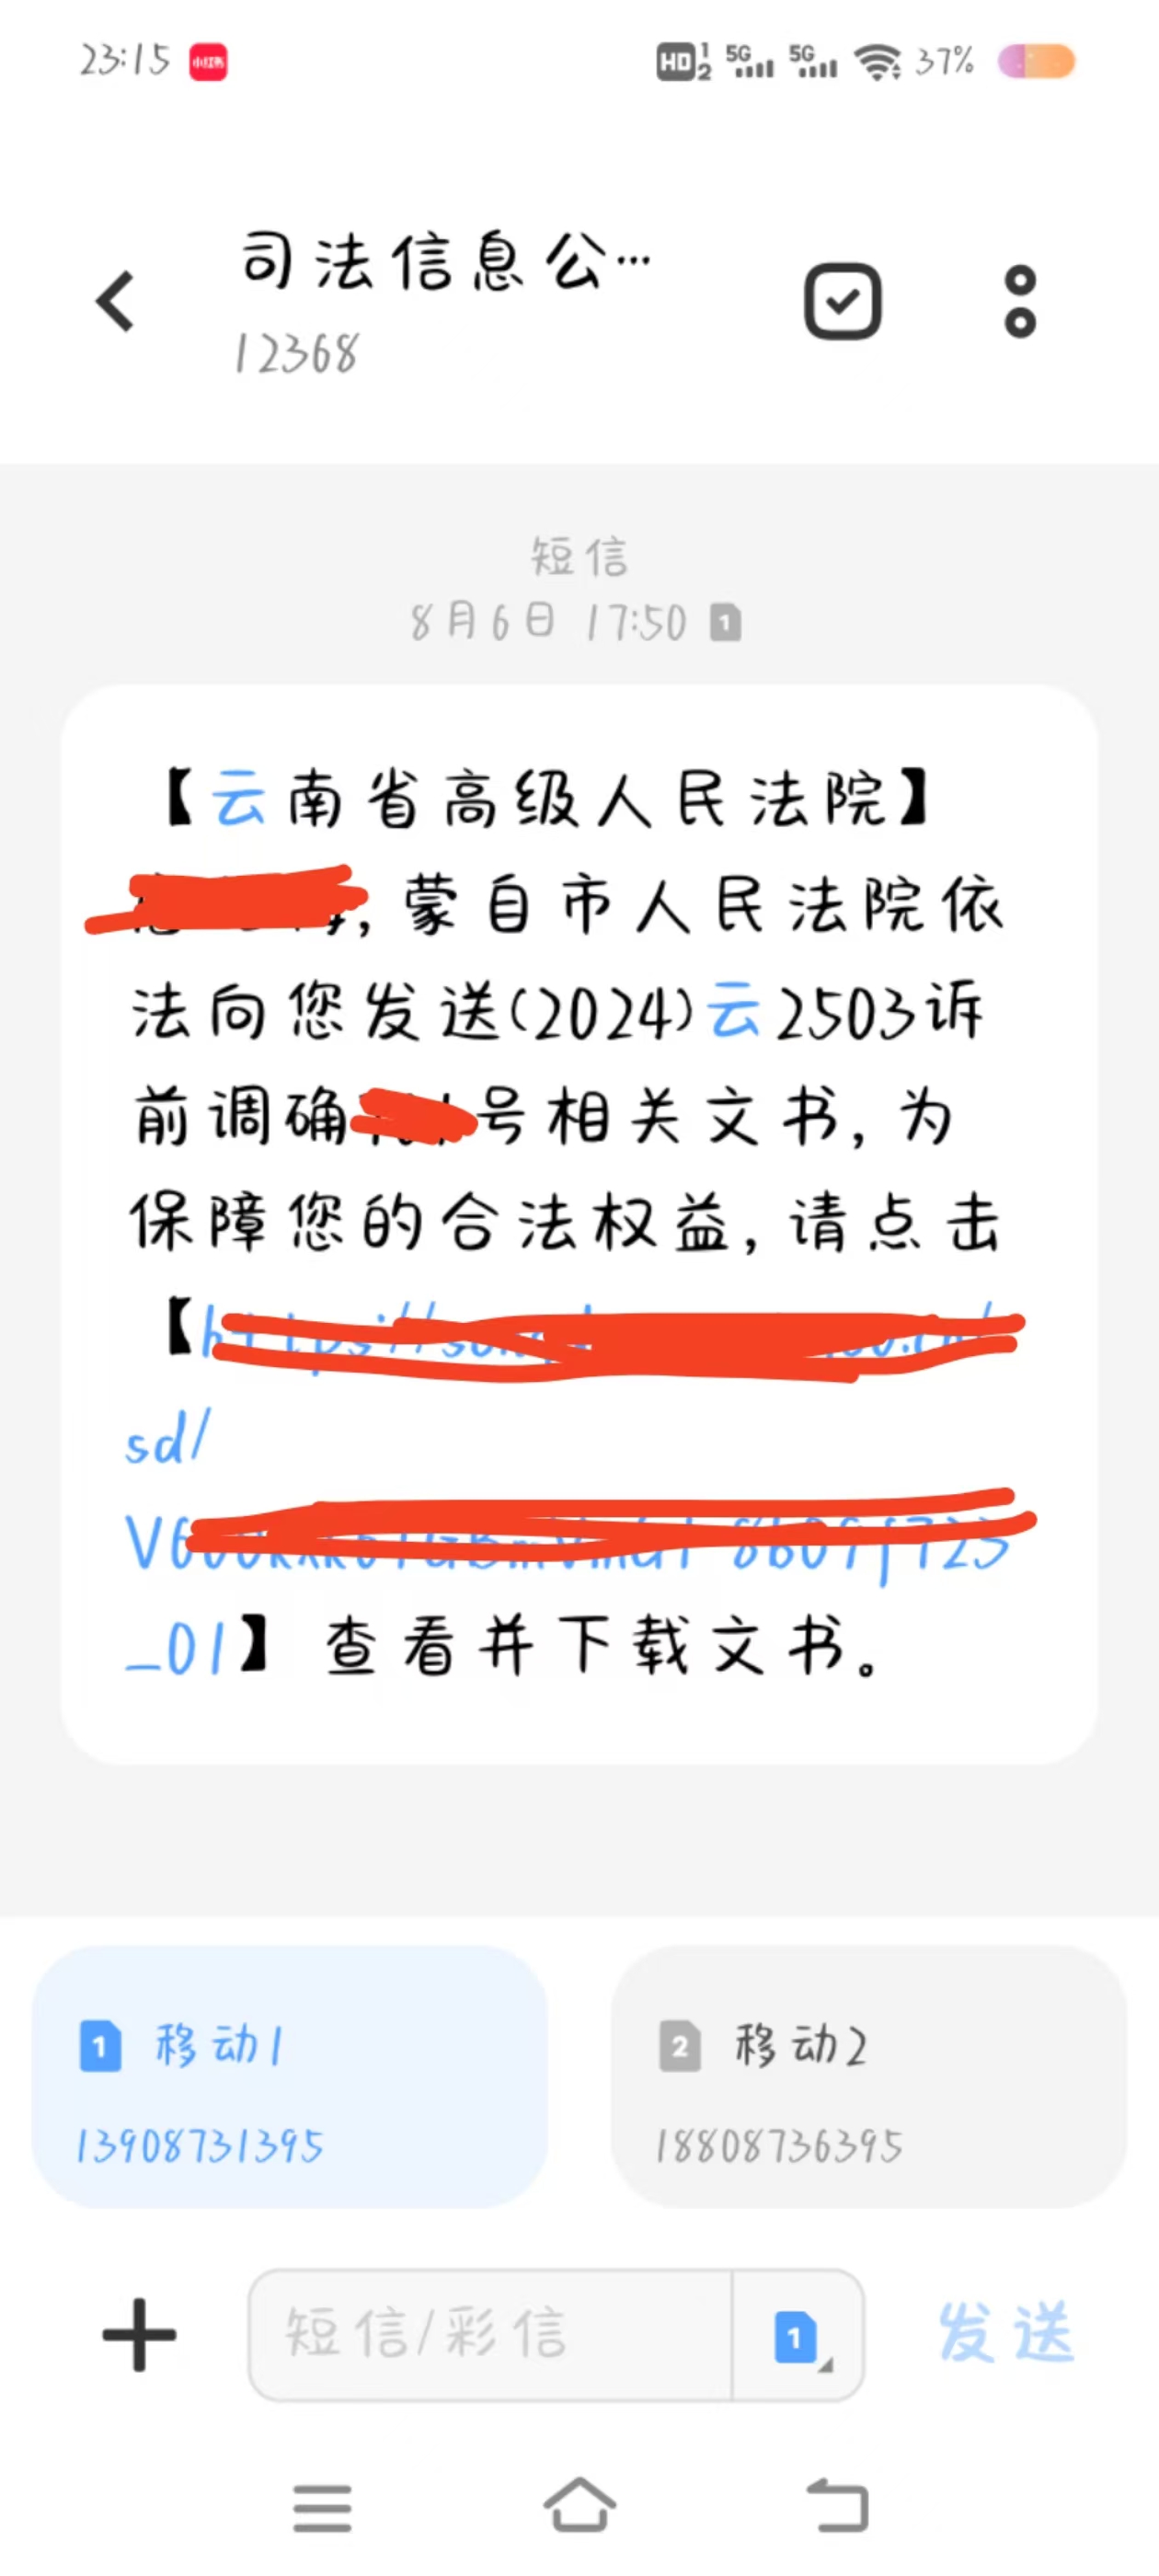 23:15 小红书 HD 1 2 5G 5G 37%
司法信息公…
12368
短信
8月6日 17:50 1
【云南省高级人民法院】
,蒙自市人民法院依
法向您发送(2024)云2503诉
前调确 号相关文书,为
保障您的合法权益,请点击
【
sd/
_01】 查看并下载文书。
1 移动1
13908731395
2 移动2
18808736395
短信/彩信 1 发送